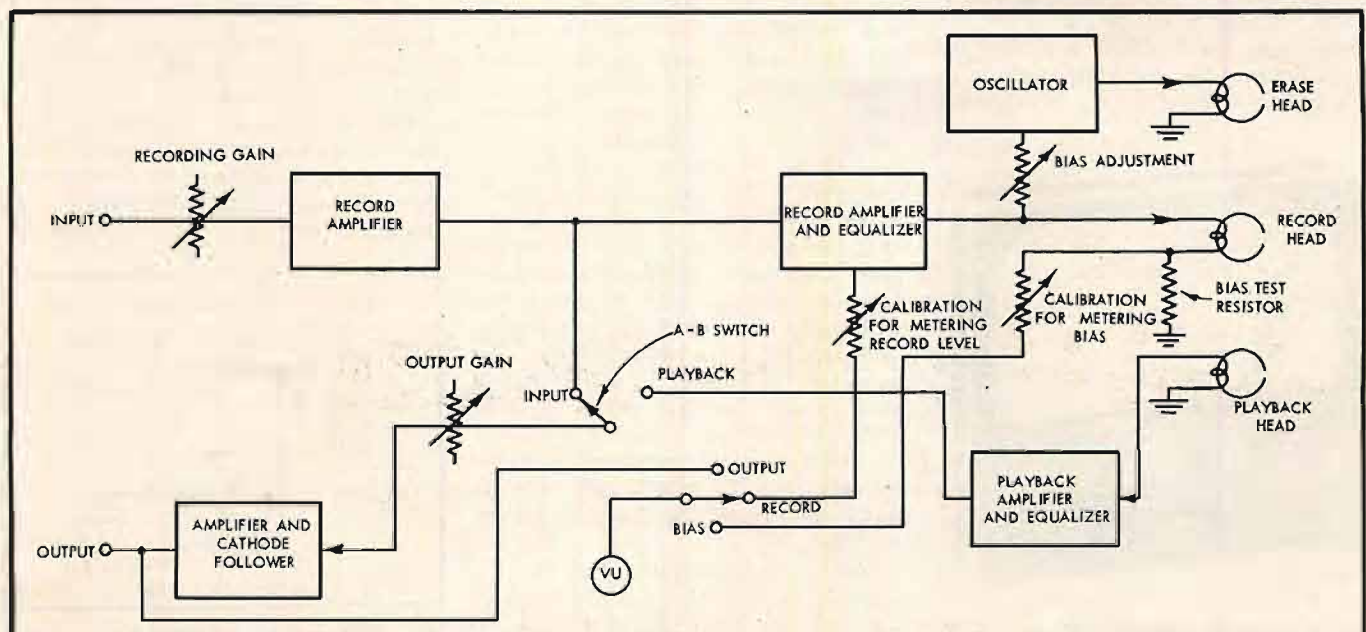 OSCILLATOR
ERASE
HEAD
RECORDING GAIN
BIAS ADJUSTMENT
INPUT
RECORD
AMPLIFIER
RECORD AMPLIFIER
AND EQUALIZER
RECORD
HEAD
BIAS TEST
RESISTOR
CALIBRATION
FOR METERING
RECORD LEVEL
CALIBRATION
FOR METERING
BIAS
A-B SWITCH
OUTPUT GAIN
INPUT
PLAYBACK
PLAYBACK
HEAD
OUTPUT
RECORD
BIAS
PLAYBACK
AMPLIFIER
AND EQUALIZER
OUTPUT
AMPLIFIER AND
CATHODE
FOLLOWER
VU